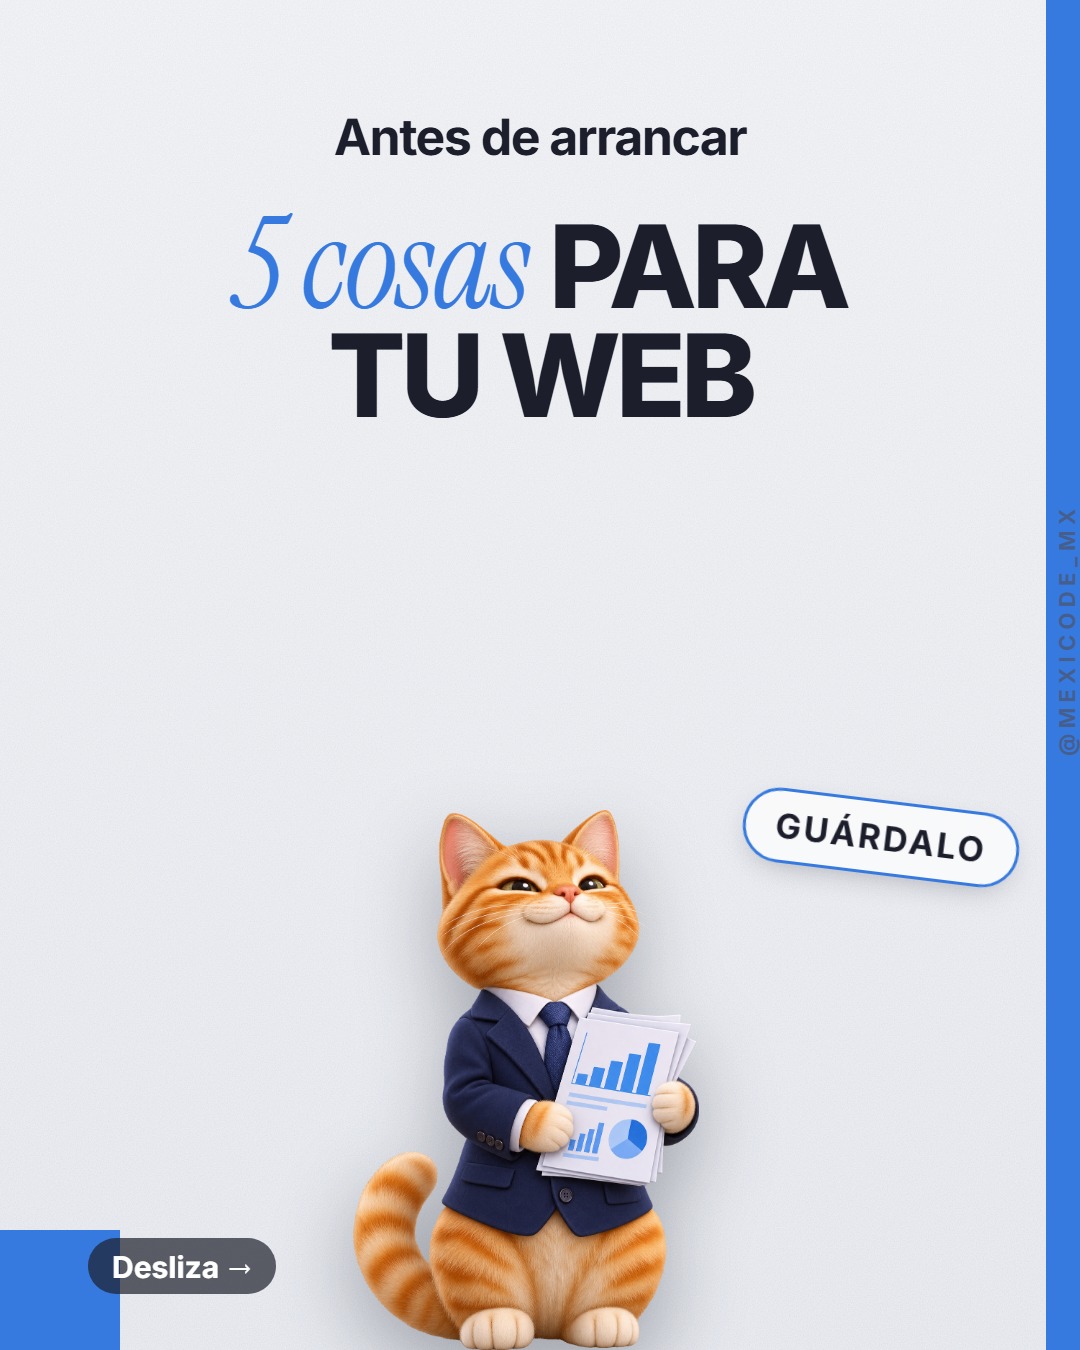 Antes de arrancar
5 cosas PARA
TU WEB
@MEXICODE_MX
GUÁRDALO
Desliza →